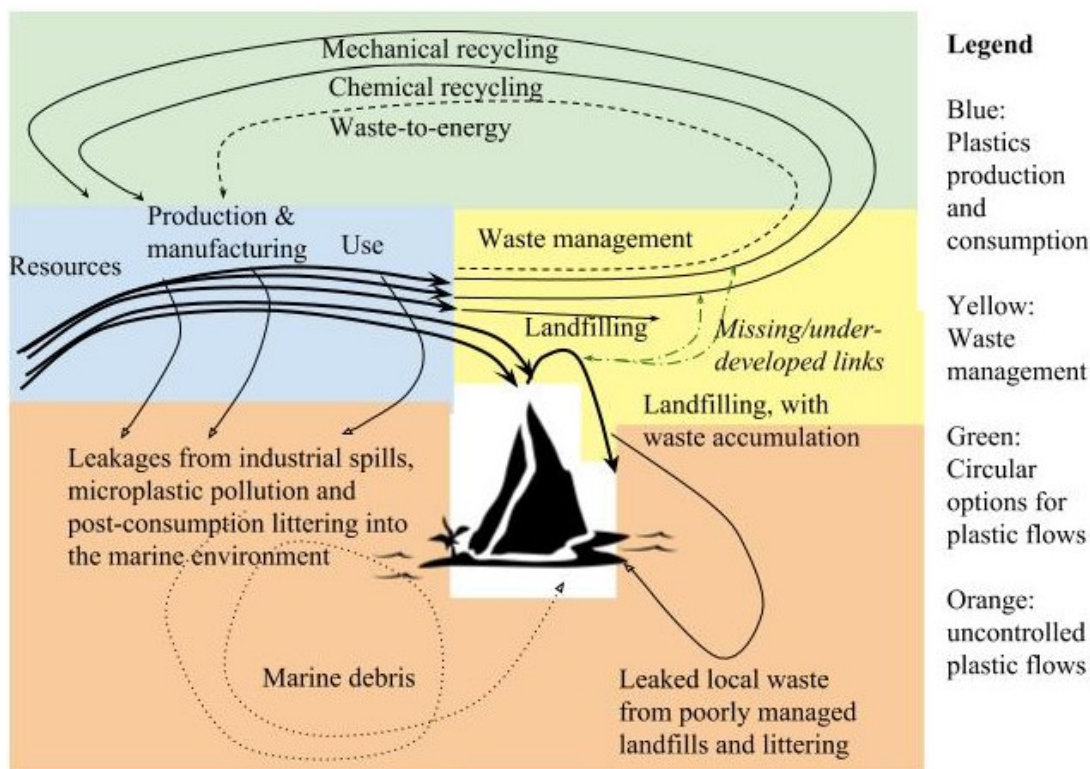 Mechanical recycling
Chemical recycling
Waste-to-energy
Production &
manufacturing
Use
Resources
Waste management
Landfilling
Missing/under-
developed links
Landfilling, with
waste accumulation
Leakages from industrial spills,
microplastic pollution and
post-consumption littering into
the marine environment
Marine debris
Leaked local waste
from poorly managed
landfills and littering
Legend
Blue:
Plastics
production
and
consumption
Yellow:
Waste
management
Green:
Circular
options for
plastic flows
Orange:
uncontrolled
plastic flows